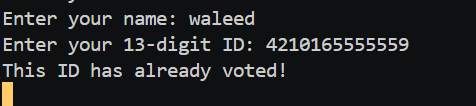 Enter your name: waleed
Enter your 13-digit ID: 4210165555559
This ID has already voted!